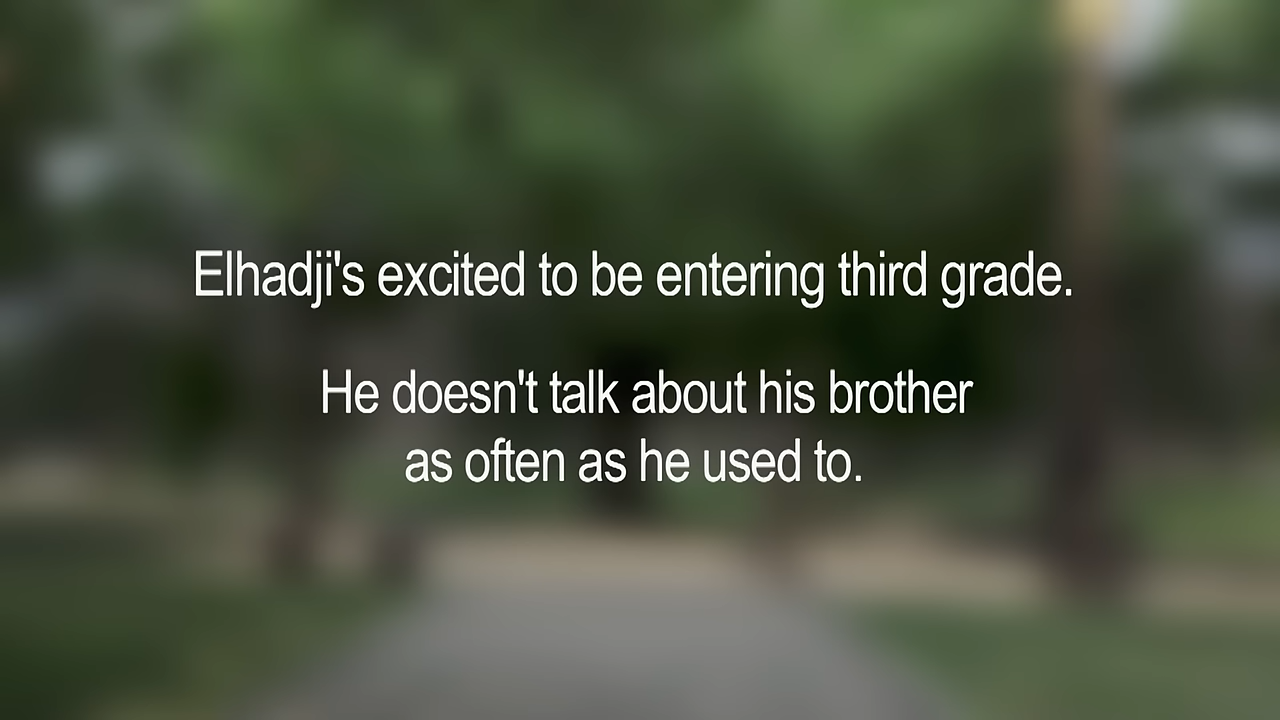 Elhadji's excited to be entering third grade.
He doesn't talk about his brother
as often as he used to.